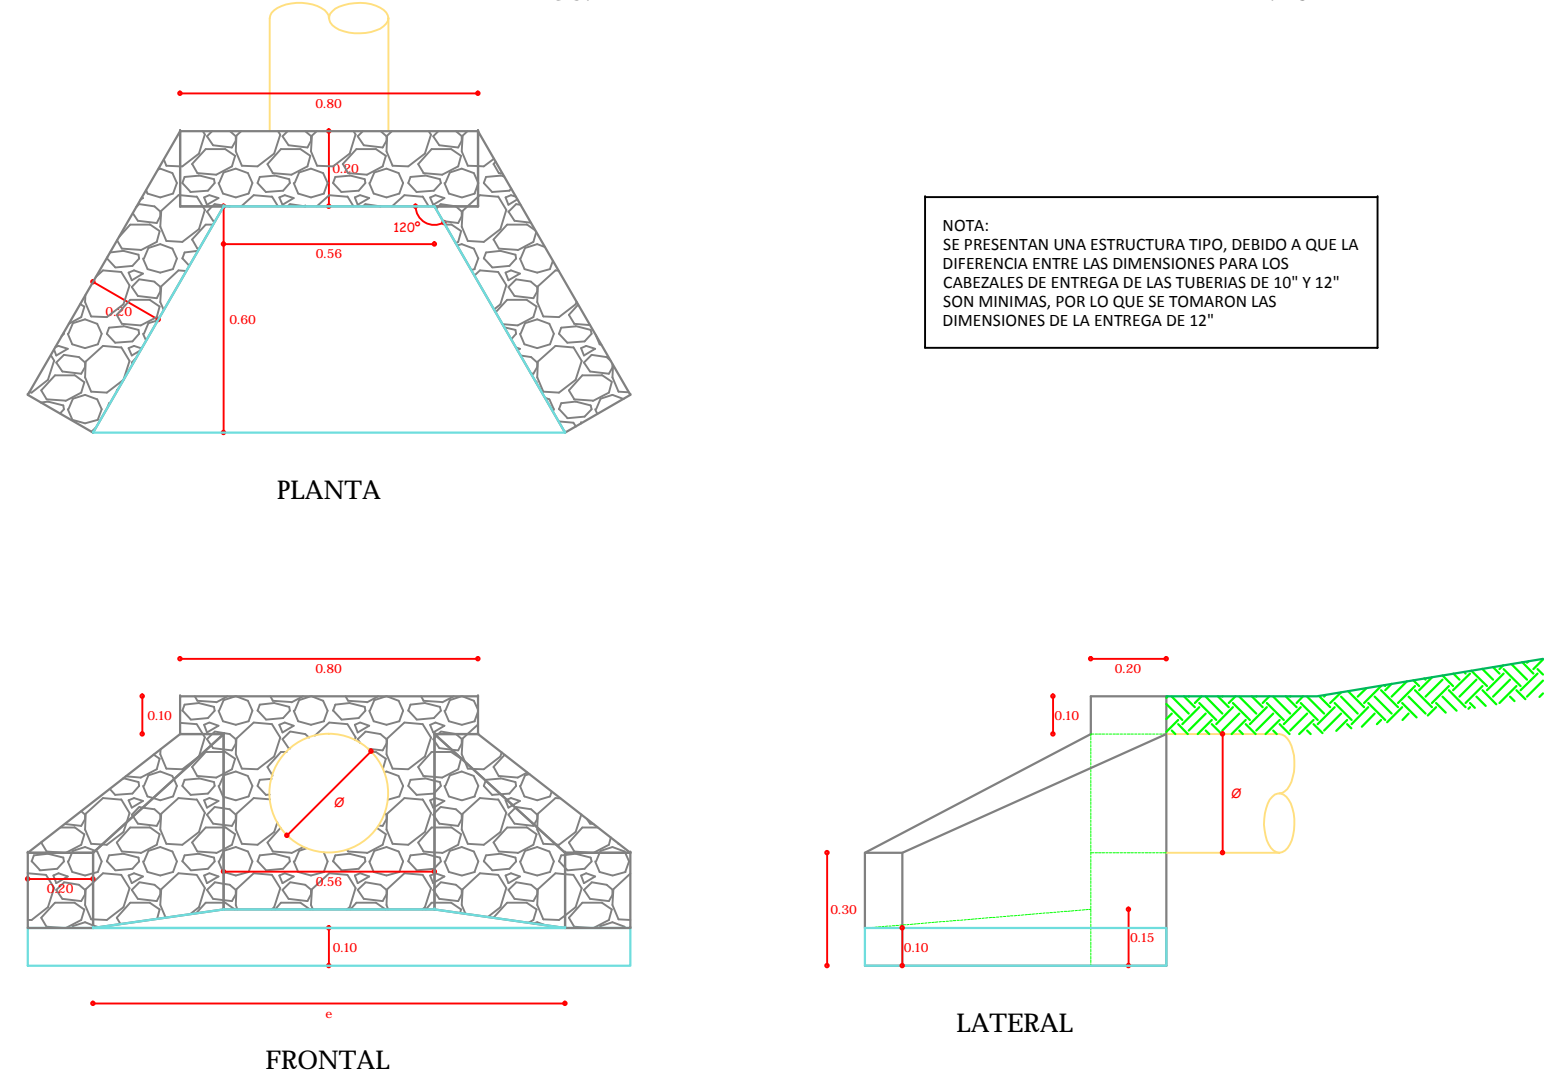 0.80
0.20
120°
0.56
0.20
0.60
PLANTA
NOTA:
SE PRESENTAN UNA ESTRUCTURA TIPO, DEBIDO A QUE LA
DIFERENCIA ENTRE LAS DIMENSIONES PARA LOS
CABEZALES DE ENTREGA DE LAS TUBERIAS DE 10" Y 12"
SON MINIMAS, POR LO QUE SE TOMARON LAS
DIMENSIONES DE LA ENTREGA DE 12"
0.80
0.10
Ø
0.56
0.20
0.10
e
FRONTAL
0.20
0.10
Ø
0.30
0.10
0.15
LATERAL